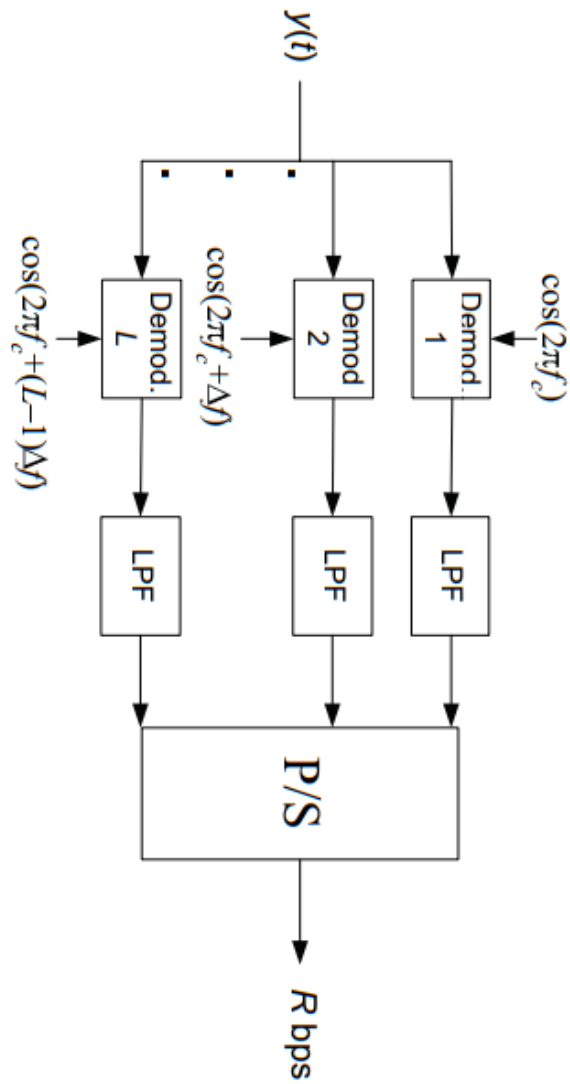 y(t)
cos(2πf_c)
Demod.
1
LPF
cos(2πf_c+Δf)
Demod
2
LPF
cos(2πf_c+(L−1)Δf)
Demod.
L
LPF
P/S
R bps